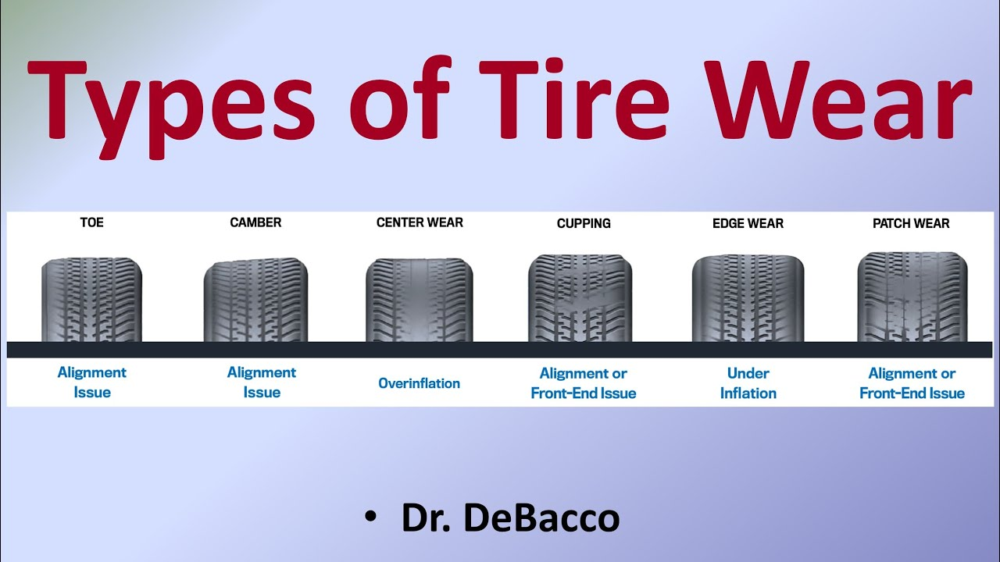 Types of Tire Wear
TOE
CAMBER
CENTER WEAR
CUPPING
EDGE WEAR
PATCH WEAR
Alignment
Issue
Alignment
Issue
Overinflation
Alignment or
Front-End Issue
Under
Inflation
Alignment or
Front-End Issue
• Dr. DeBacco